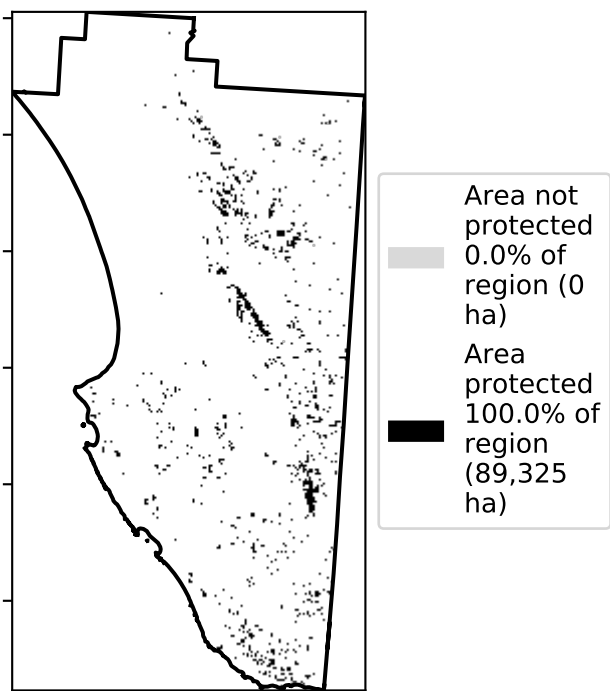 Area not
protected
0.0% of
region (0
ha)
Area
protected
100.0% of
region
(89,325
ha)